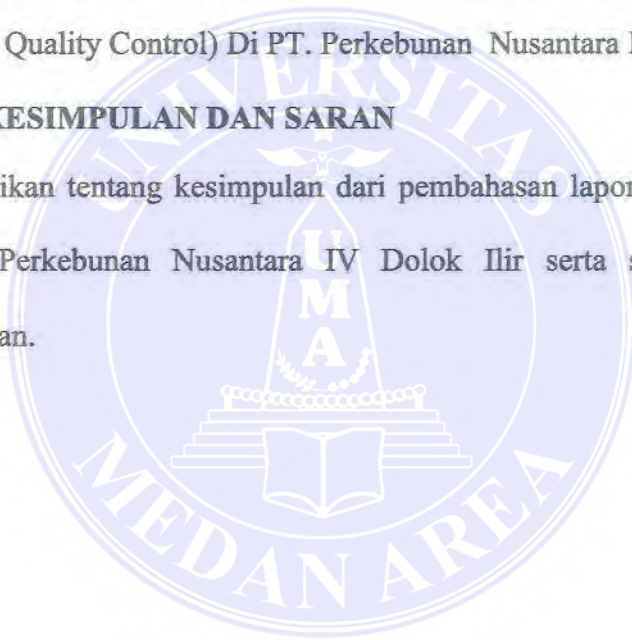 Quality Control) Di PT. Perkebunan Nusantara
KESIMPULAN DAN SARAN
ikan tentang kesimpulan dari pembahasan lapor
Perkebunan Nusantara IV Dolok Ilir serta s
an.
UNIVERSITAS
UMA
MEDAN AREA